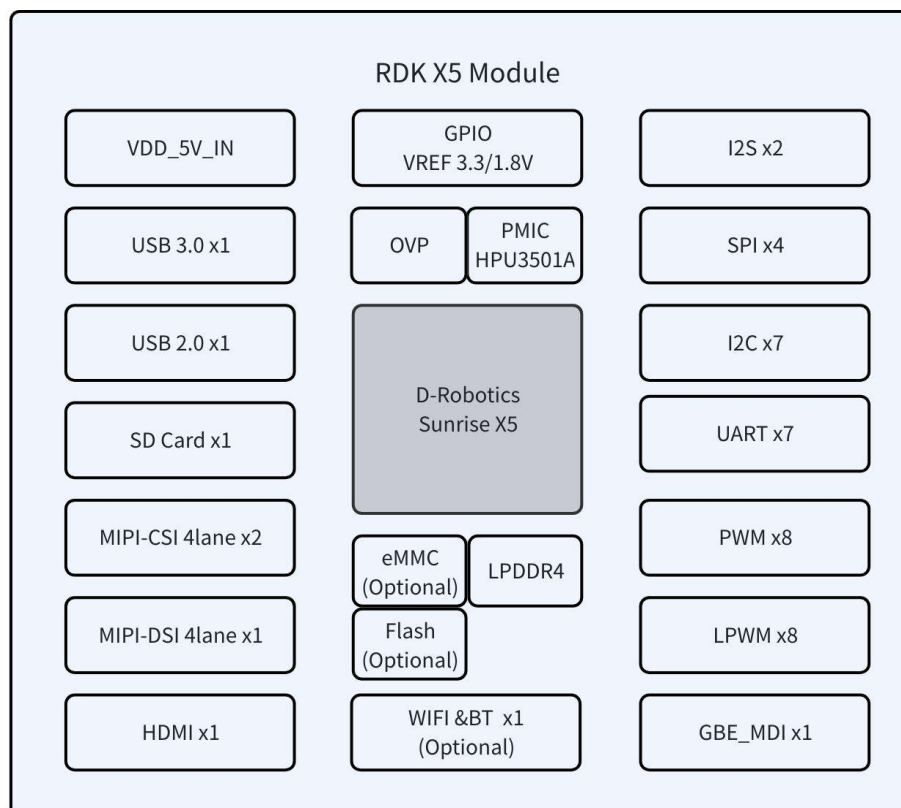 RDK X5 Module
VDD_5V_IN
GPIO
VREF 3.3/1.8V
I2S x2
USB 3.0 x1
OVP
PMIC
HPU3501A
SPI x4
USB 2.0 x1
D-Robotics
Sunrise X5
I2C x7
SD Card x1
UART x7
MIPI-CSI 4lane x2
eMMC
(Optional)
LPDDR4
PWM x8
MIPI-DSI 4lane x1
Flash
(Optional)
LPWM x8
HDMI x1
WIFI &BT  x1
(Optional)
GBE_MDI x1